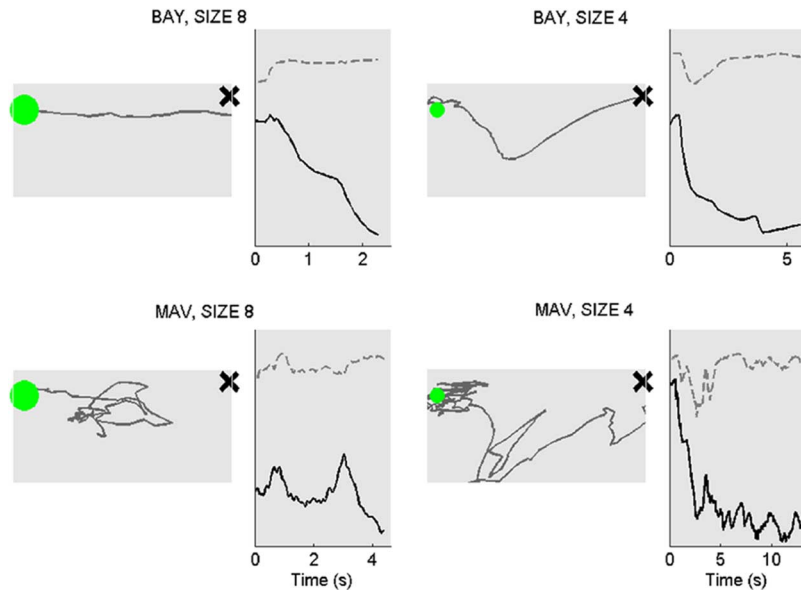 BAY, SIZE 8
BAY, SIZE 4
0 1 2
0 5
MAV, SIZE 8
MAV, SIZE 4
0 2 4
0 5 10
Time (s)
Time (s)